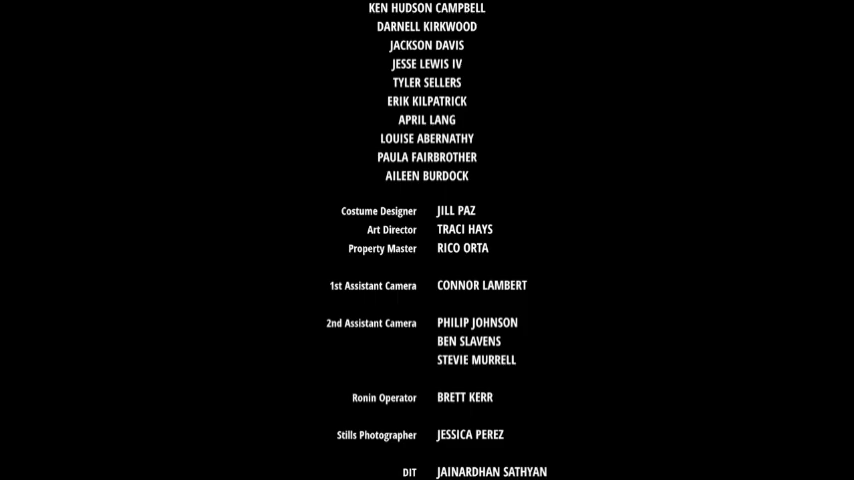 KEN HUDSON CAMPBELL
DARNELL KIRKWOOD
JACKSON DAVIS
JESSE LEWIS IV
TYLER SELLERS
ERIK KILPATRICK
APRIL LANG
LOUISE ABERNATHY
PAULA FAIRBROTHER
AILEEN BURDOCK
Costume Designer JILL PAZ
Art Director TRACI HAYS
Property Master RICO ORTA
1st Assistant Camera CONNOR LAMBERT
2nd Assistant Camera PHILIP JOHNSON
BEN SLAVENS
STEVIE MURRELL
Ronin Operator BRETT KERR
Stills Photographer JESSICA PEREZ
DIT JAINARDHAN SATHYAN